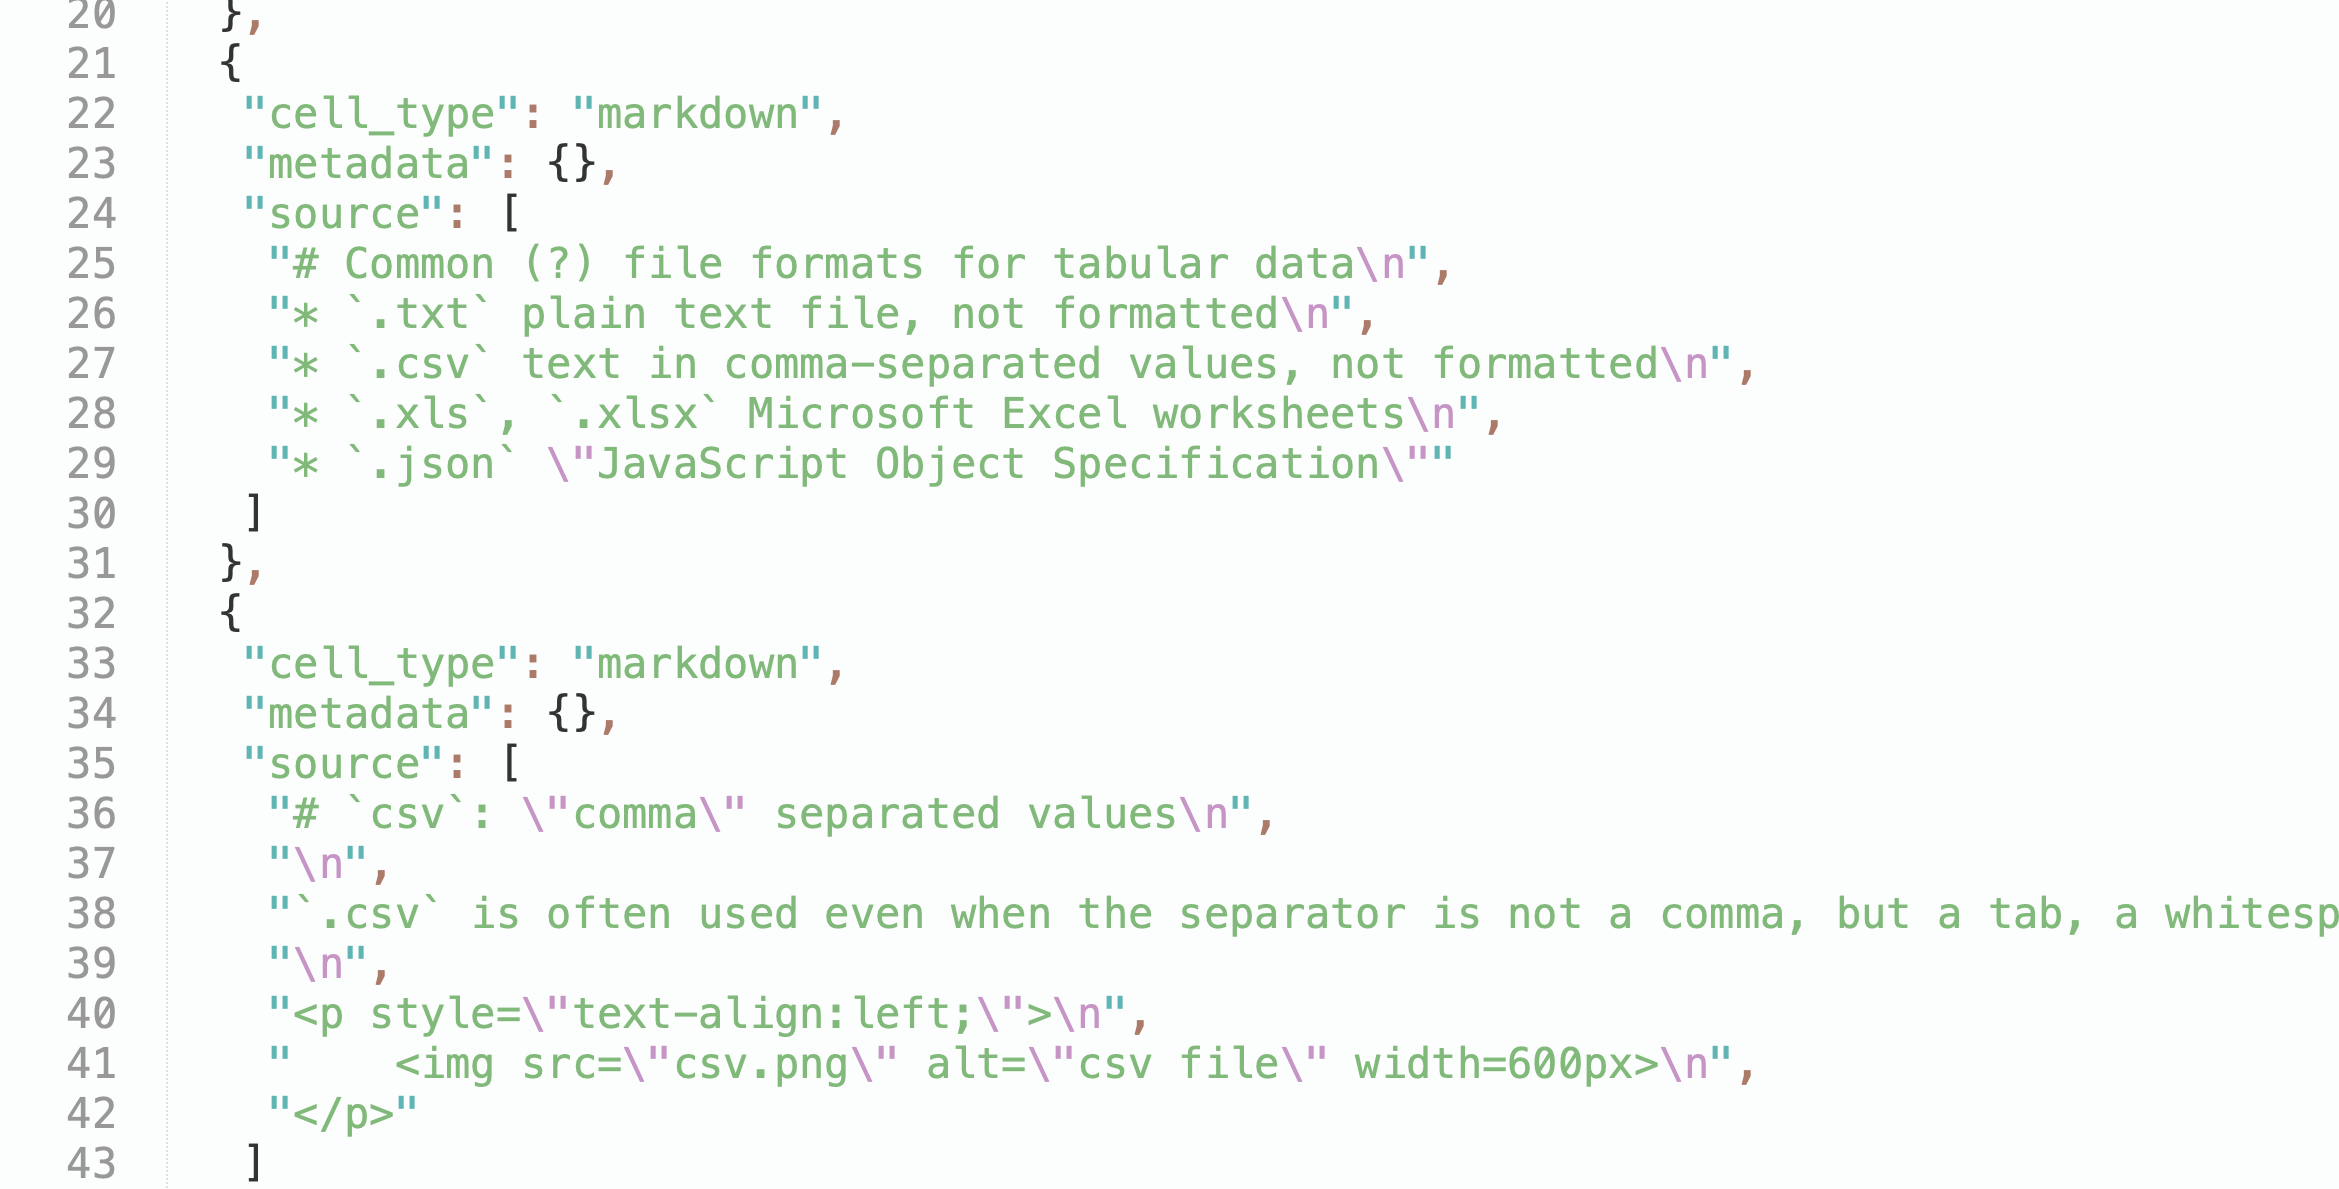 20 },
21 {
22 "cell_type": "markdown",
23 "metadata": {},
24 "source": [
25 "# Common (?) file formats for tabular data\n",
26 "* `.txt` plain text file, not formatted\n",
27 "* `.csv` text in comma-separated values, not formatted\n",
28 "* `.xls`, `.xlsx` Microsoft Excel worksheets\n",
29 "* `.json` \"JavaScript Object Specification\""
30 ]
31 },
32 {
33 "cell_type": "markdown",
34 "metadata": {},
35 "source": [
36 "# `csv`: \"comma\" separated values\n",
37 "\n",
38 "`.csv` is often used even when the separator is not a comma, but a tab, a whitesp
39 "\n",
40 "<p style=\"text-align:left;\">\n",
41 "    <img src=\"csv.png\" alt=\"csv file\" width=600px>\n",
42 "</p>"
43 ]